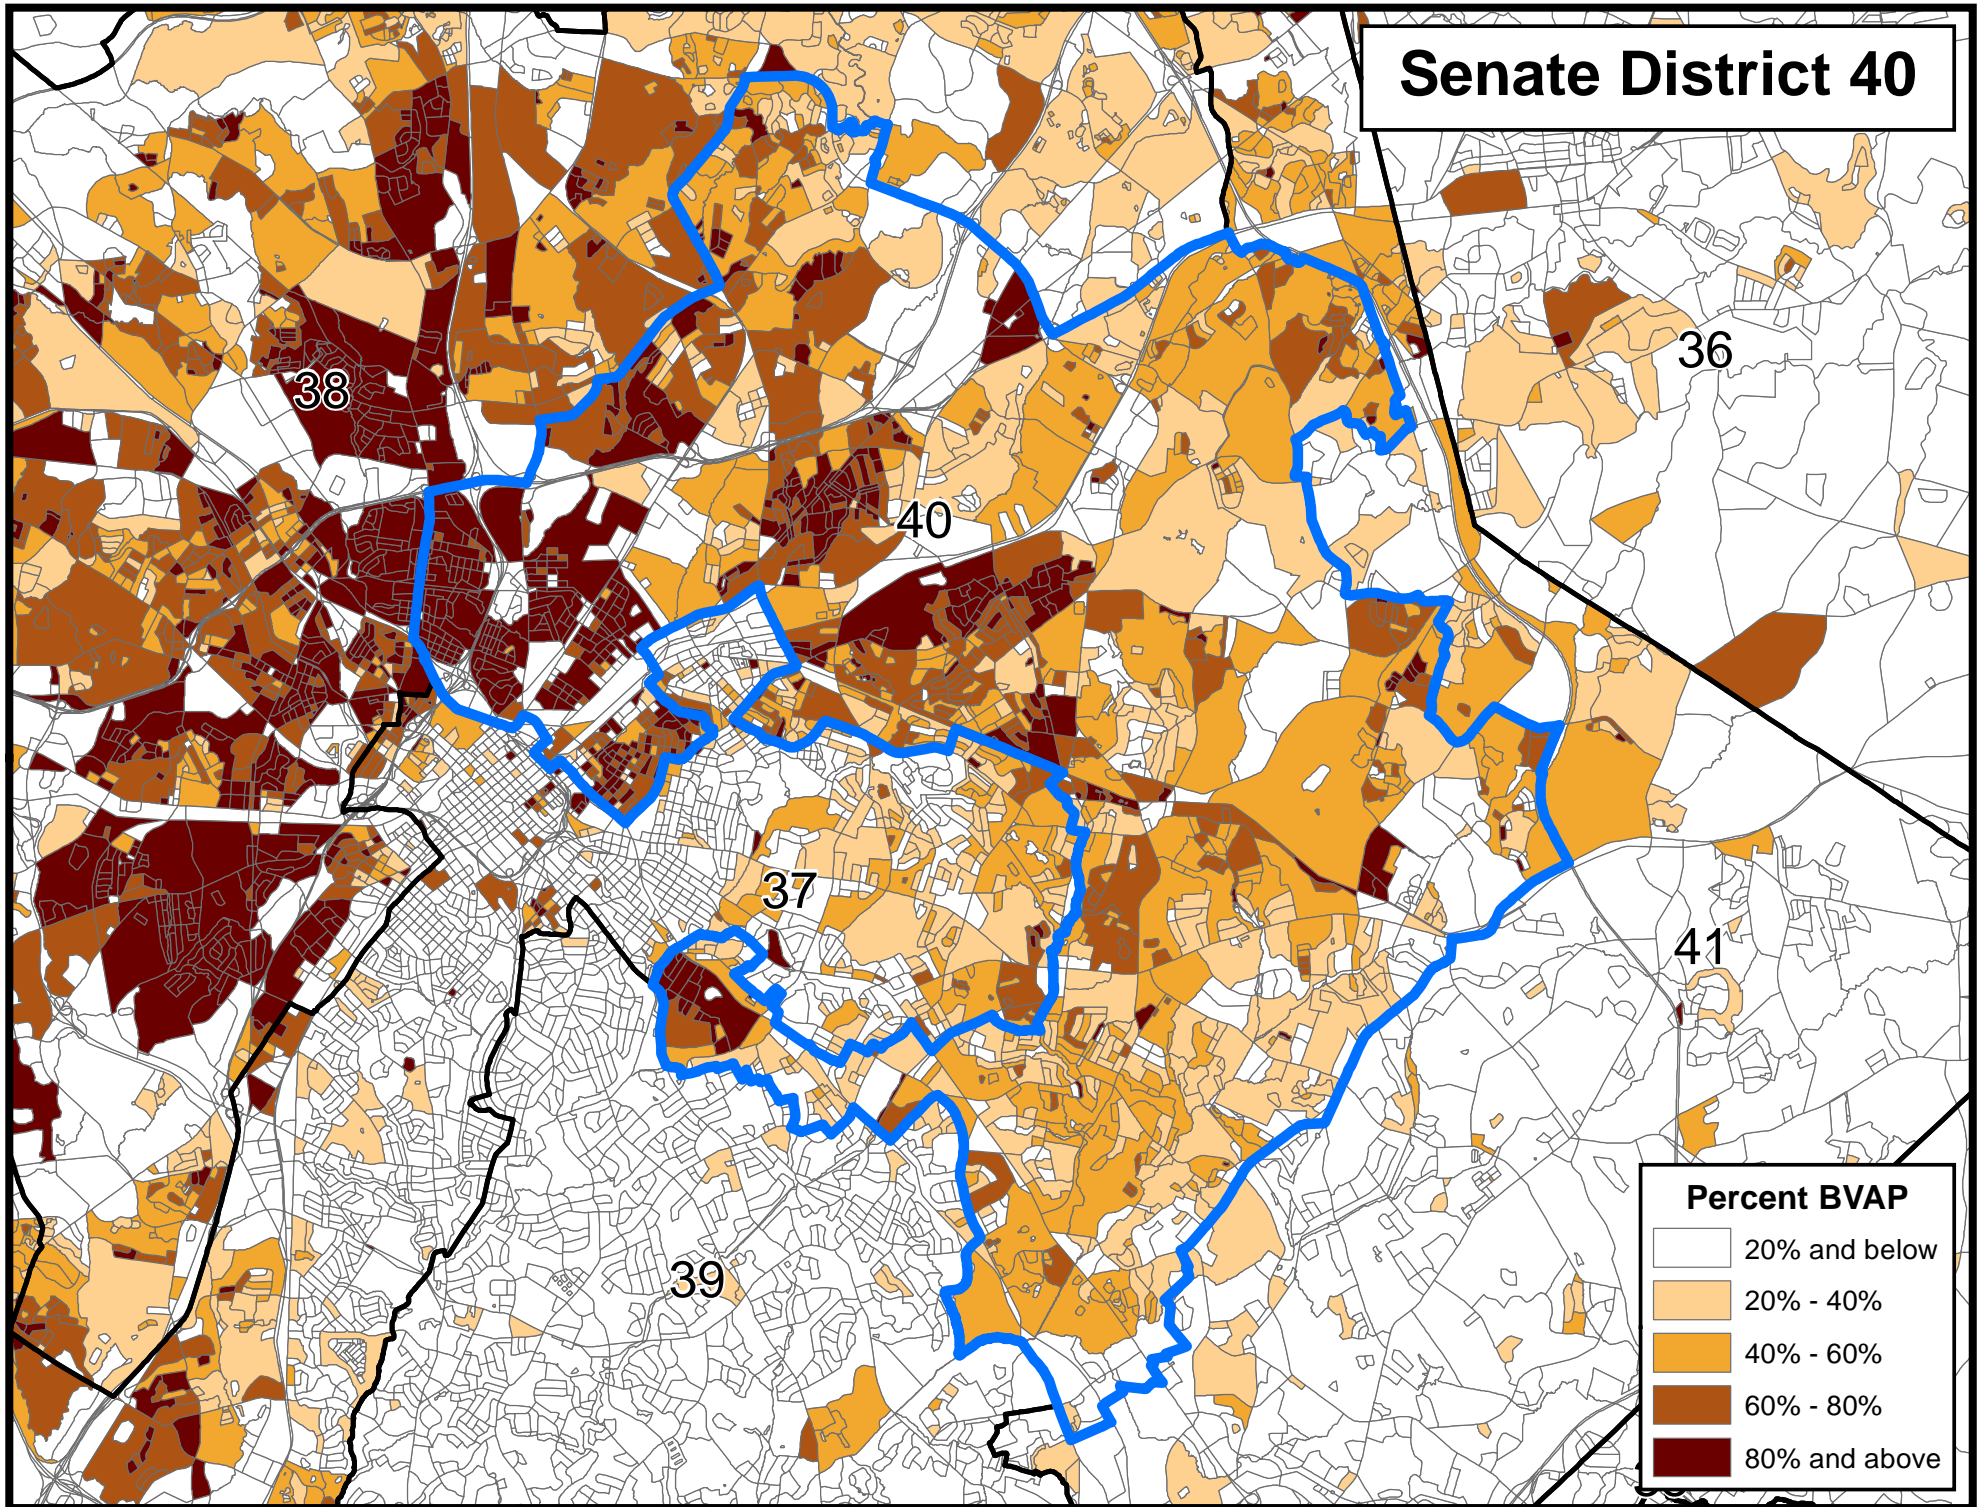 Senate District 40
36
38
40
37
41
39
Percent BVAP
20% and below
20% - 40%
40% - 60%
60% - 80%
80% and above